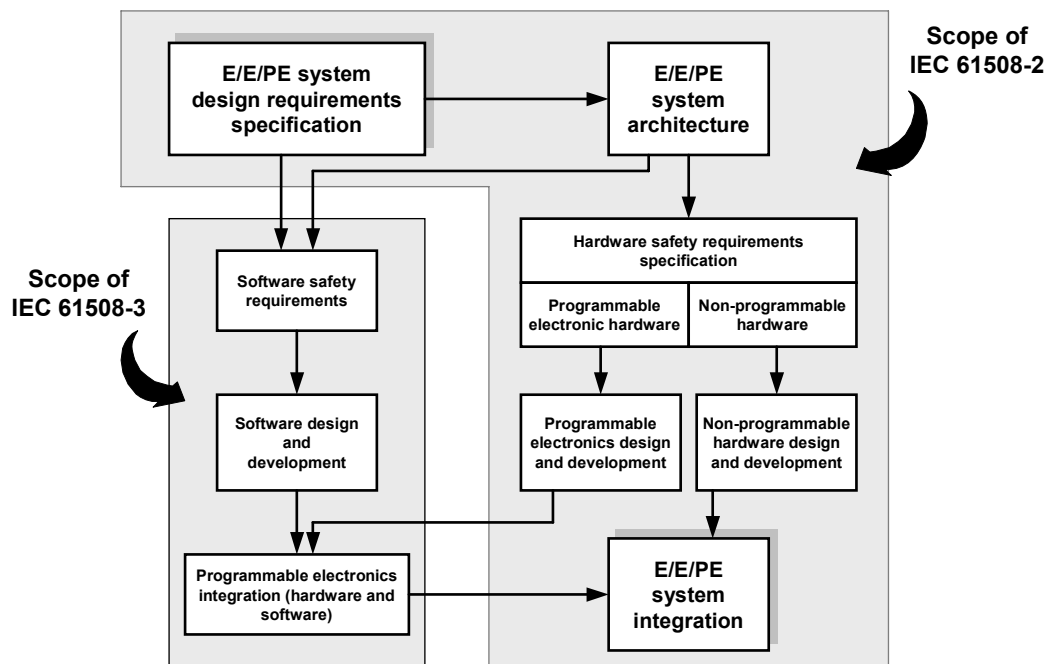 Scope of
IEC 61508-2
E/E/PE system
design requirements
specification
E/E/PE
system
architecture
Hardware safety requirements
specification
Scope of
IEC 61508-3
Software safety
requirements
Programmable
electronic hardware
Non-programmable
hardware
Software design
and
development
Programmable
electronics design
and development
Non-programmable
hardware design
and development
Programmable electronics
integration (hardware and
software)
E/E/PE
system
integration